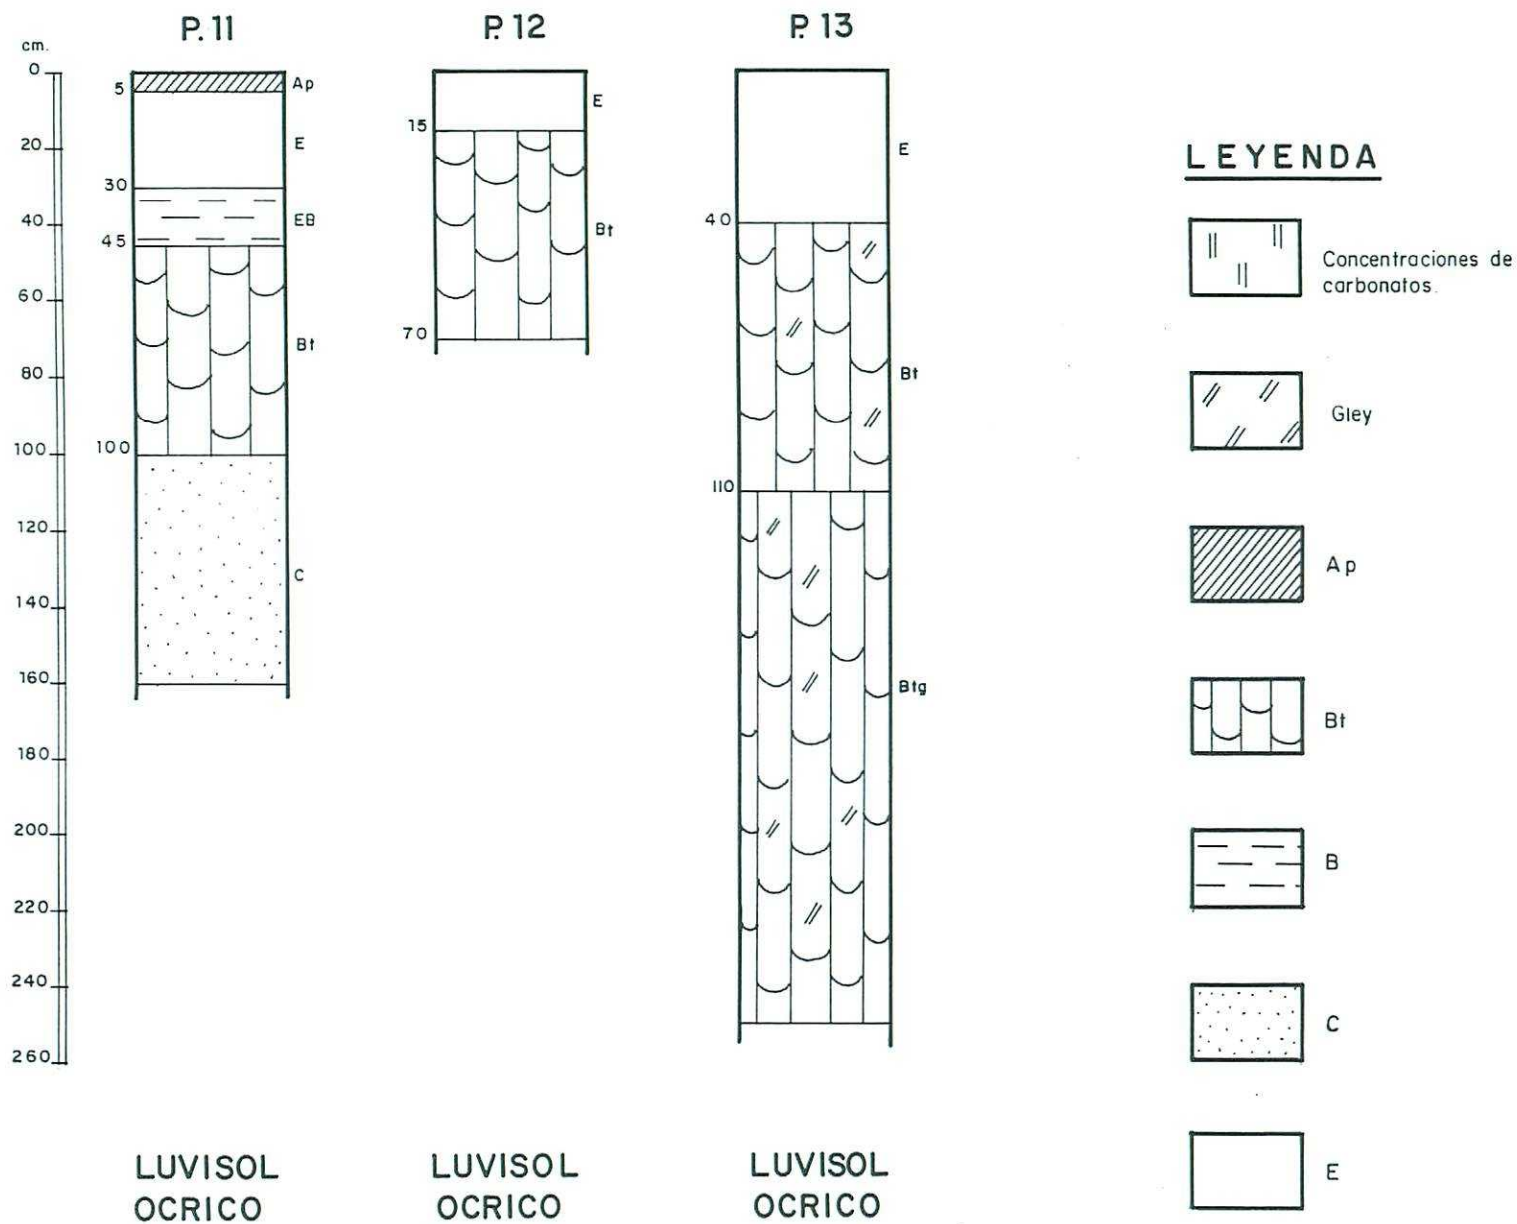 P. 11
P. 12
P. 13
cm.
0
20
40
60
80
100
120
140
160
180
200
220
240
260
5
30
45
100
Ap
E
EB
Bt
C
15
70
E
Bt
40
110
E
Bt
Btg
LEYENDA
Concentraciones de
carbonatos.
Gley
Ap
Bt
B
C
E
LUVISOL
OCRICO
LUVISOL
OCRICO
LUVISOL
OCRICO